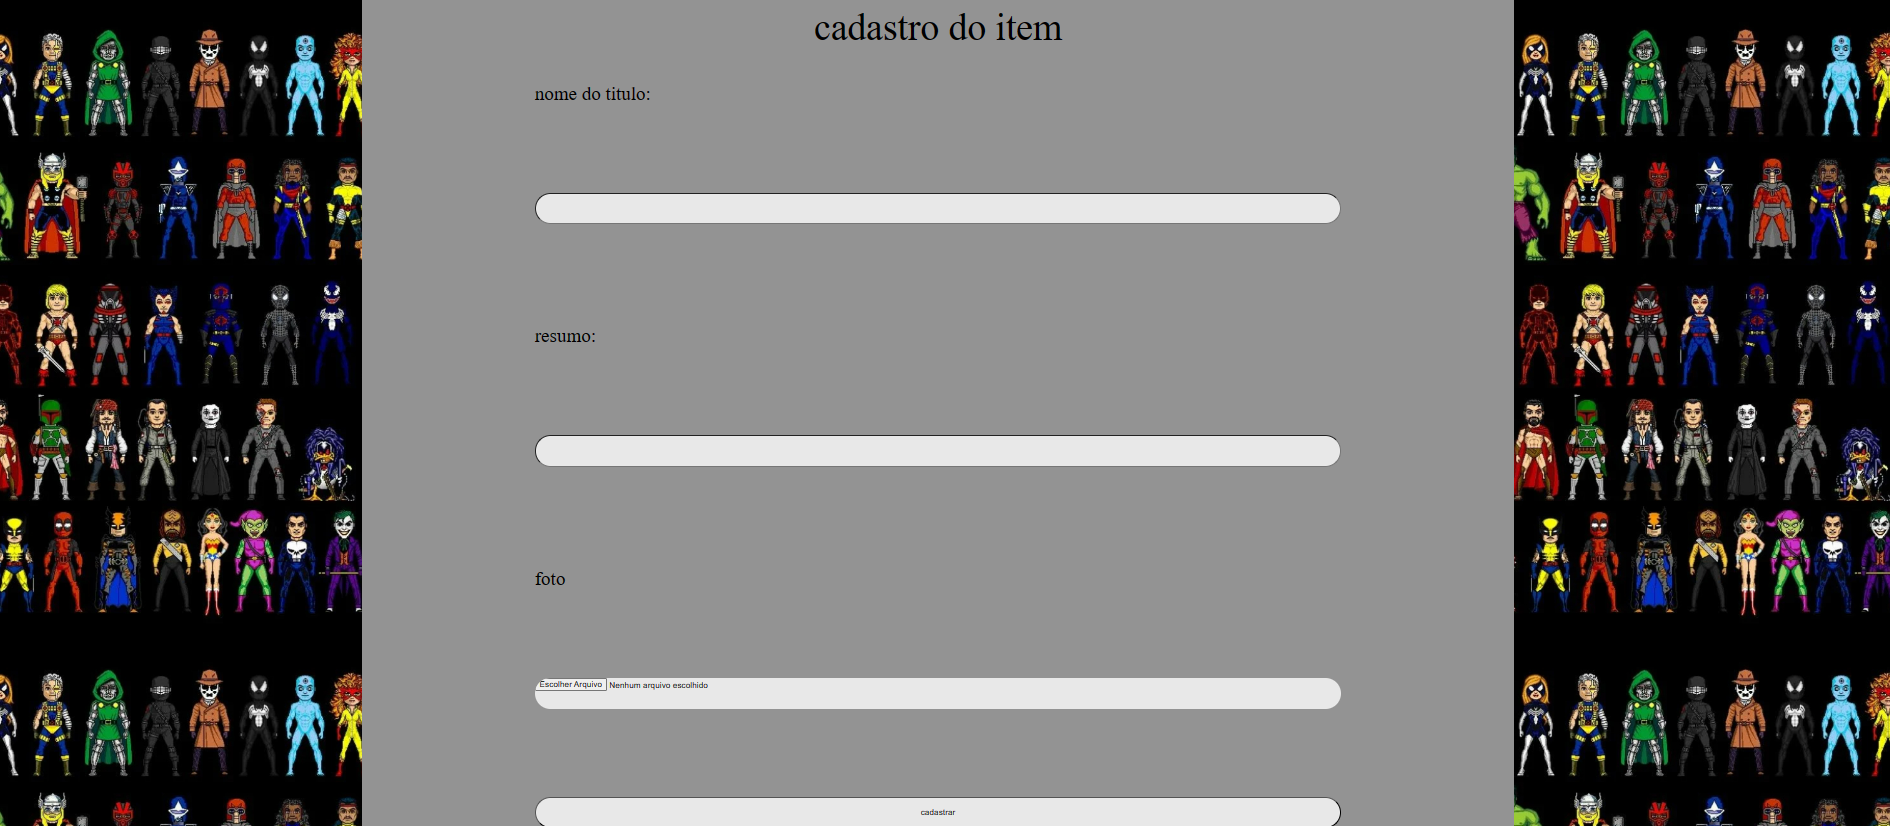 cadastro do item
nome do titulo:
resumo:
foto
Escolher Arquivo Nenhum arquivo escolhido
cadastrar